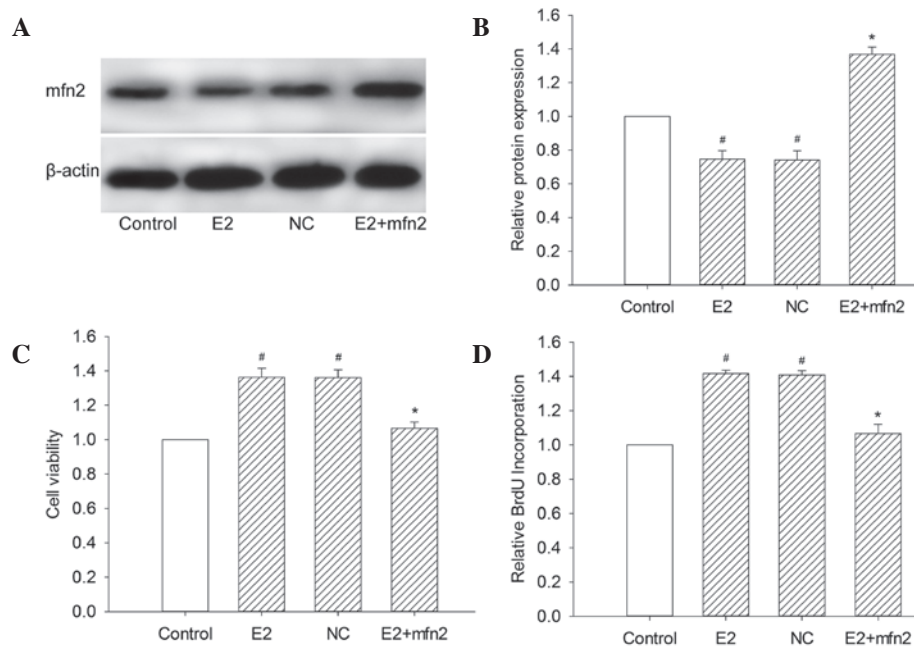 A
mfn2
β-actin
Control E2 NC E2+mfn2
B
Relative protein expression
1.4
1.2
1.0
0.8
0.6
0.4
0.2
0.0
# # *
Control E2 NC E2+mfn2
C
Cell viability
1.6
1.4
1.2
1.0
0.8
0.6
0.4
0.2
0.0
# # *
Control E2 NC E2+mfn2
D
Relative BrdU Incorporation
1.6
1.4
1.2
1.0
0.8
0.6
0.4
0.2
0.0
# # *
Control E2 NC E2+mfn2